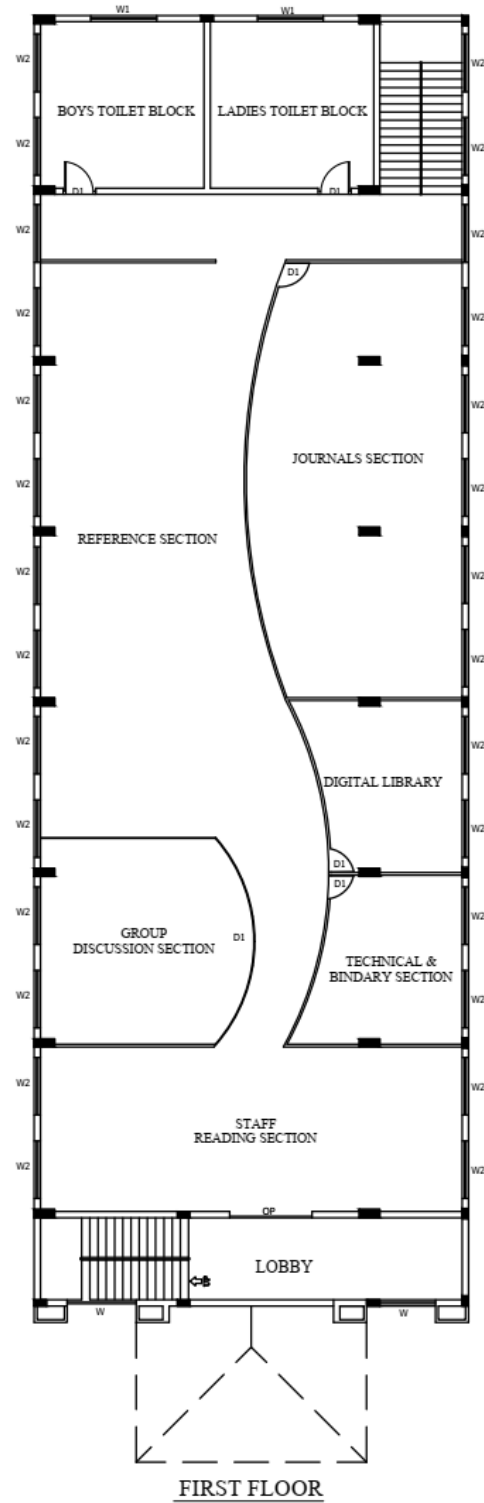 W1
W1
W2
W2
BOYS TOILET BLOCK
LADIES TOILET BLOCK
W2
W2
D1
D1
W2
W2
D1
W2
W2
W2
W2
JOURNALS SECTION
W2
W2
REFERENCE SECTION
W2
W2
W2
W2
W2
W2
DIGITAL LIBRARY
W2
W2
D1
D1
W2
W2
GROUP
DISCUSSION SECTION
D1
TECHNICAL &
BINDARY SECTION
W2
W2
W2
W2
STAFF
READING SECTION
W2
W2
OP
LOBBY
W
W
FIRST FLOOR